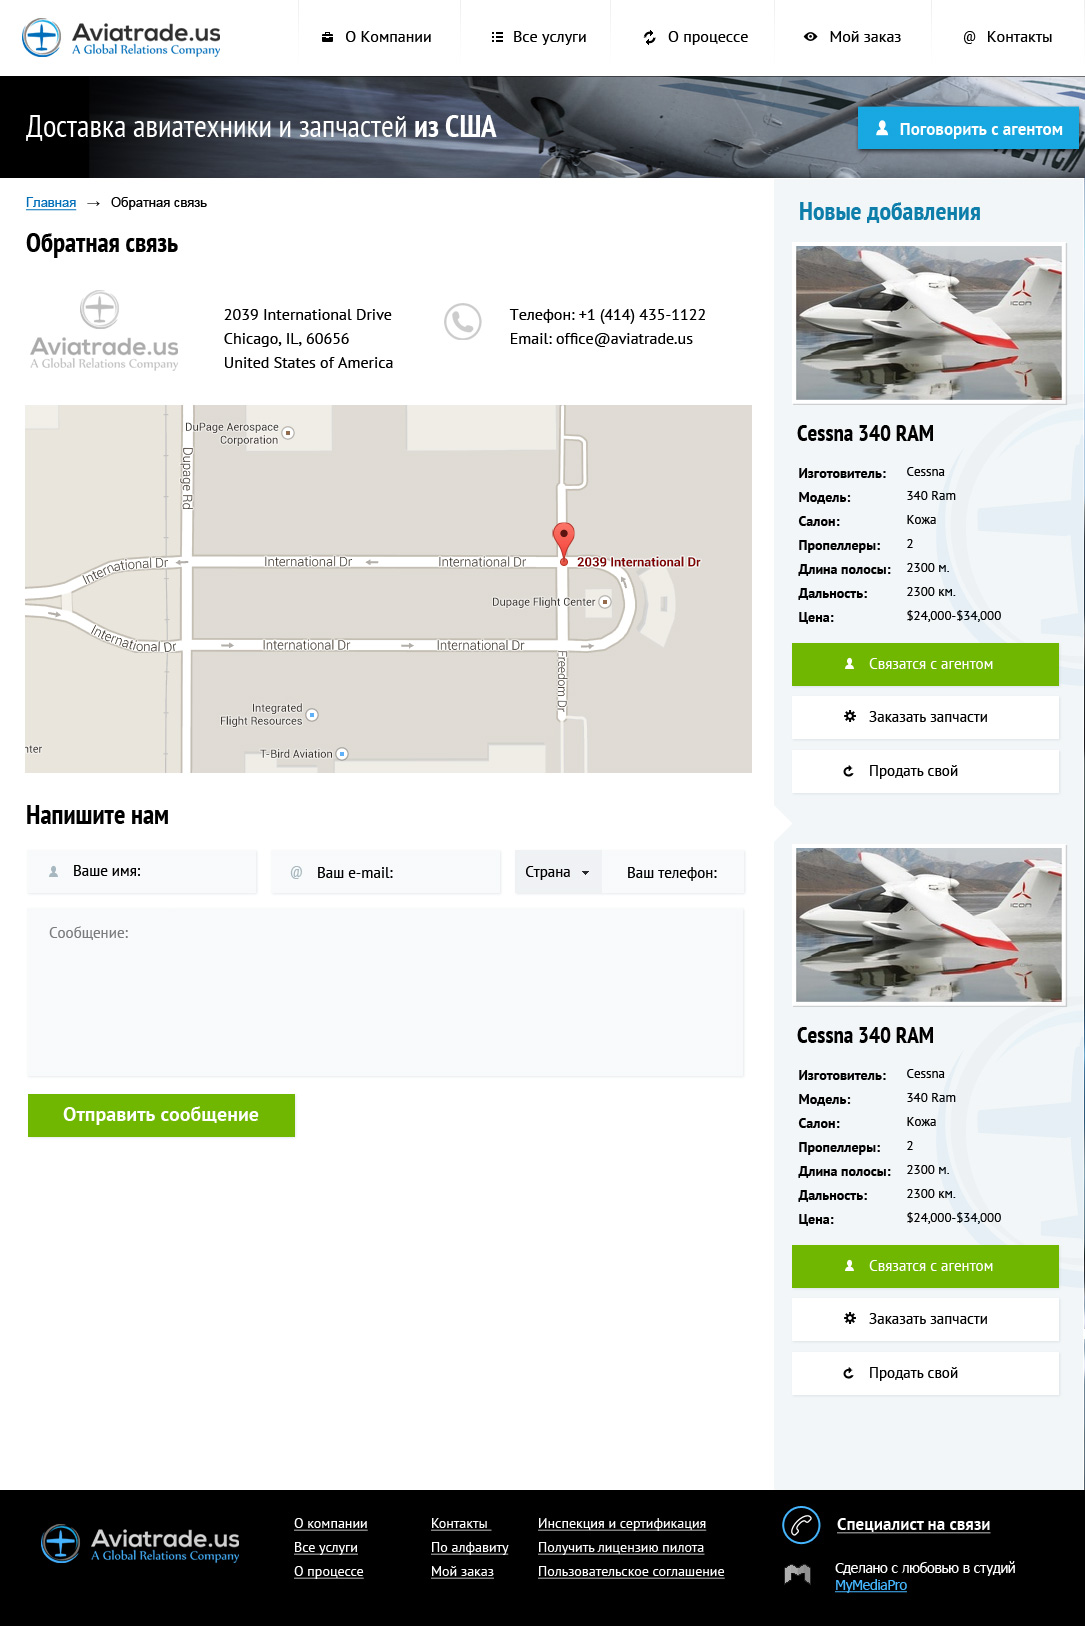 Aviatrade.us
A Global Relations Company
О Компании
Все услуги
О процессе
Мой заказ
@ Контакты
Доставка авиатехники и запчастей из США
Поговорить с агентом
Главная → Обратная связь
Обратная связь
Aviatrade.us
A Global Relations Company
2039 International Drive
Chicago, IL, 60656
United States of America
Телефон: +1 (414) 435-1122
Email: office@aviatrade.us
DuPage Aerospace
Corporation
Dupage Rd
International Dr
International Dr
International Dr
2039 International Dr
Dupage Flight Center
International Dr
International Dr
International Dr
Freedom Dr
Integrated
Flight Resources
T-Bird Aviation
nter
Напишите нам
Ваше имя:
@ Ваш e-mail:
Страна
Ваш телефон:
Сообщение:
Отправить сообщение
Новые добавления
ICON
Cessna 340 RAM
Изготовитель: Cessna
Модель: 340 Ram
Салон: Кожа
Пропеллеры: 2
Длина полосы: 2300 м.
Дальность: 2300 км.
Цена: $24,000-$34,000
Связатся с агентом
Заказать запчасти
Продать свой
ICON
Cessna 340 RAM
Изготовитель: Cessna
Модель: 340 Ram
Салон: Кожа
Пропеллеры: 2
Длина полосы: 2300 м.
Дальность: 2300 км.
Цена: $24,000-$34,000
Связатся с агентом
Заказать запчасти
Продать свой
Aviatrade.us
A Global Relations Company
О компании
Все услуги
О процессе
Контакты
По алфавиту
Мой заказ
Инспекция и сертификация
Получить лицензию пилота
Пользовательское соглашение
Специалист на связи
Сделано с любовью в студий
MyMediaPro